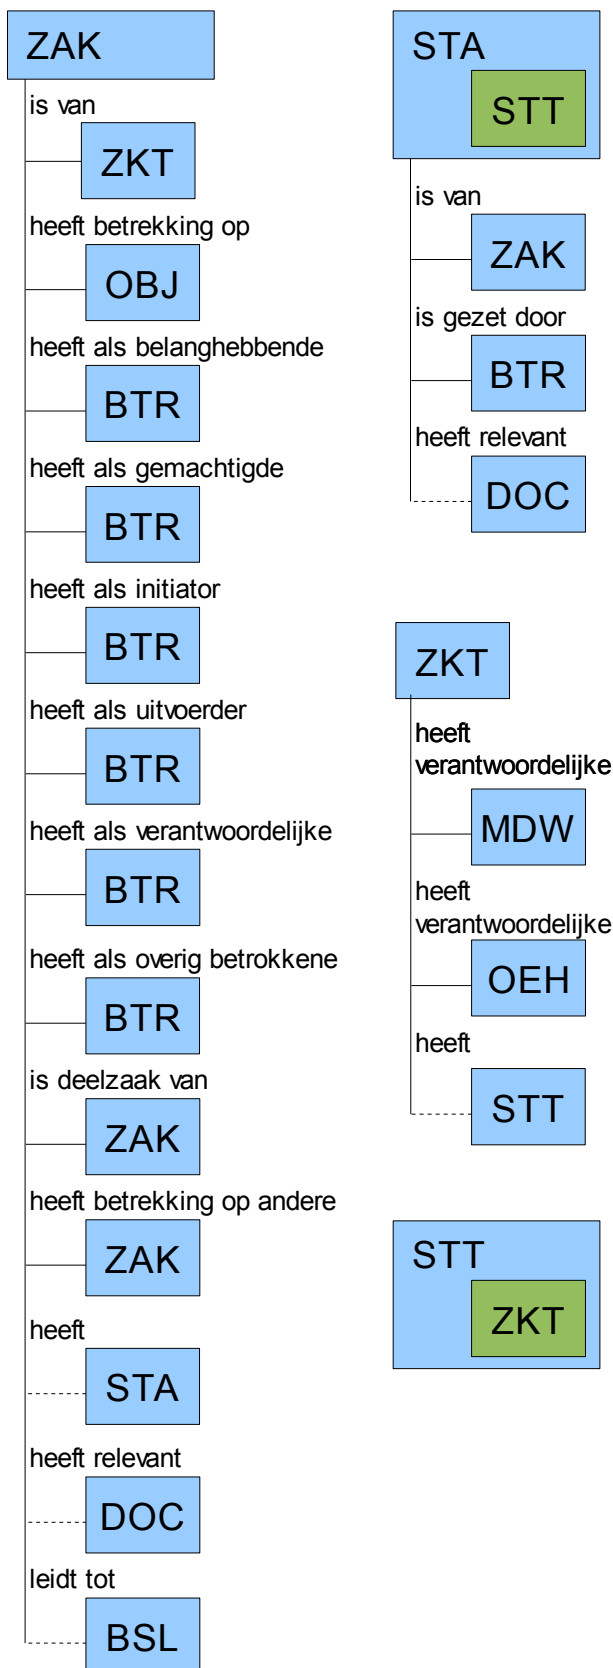 ZAK
is van
ZKT
heeft betrekking op
OBJ
heeft als belanghebbende
BTR
heeft als gemachtigde
BTR
heeft als initiator
BTR
heeft als uitvoerder
BTR
heeft als verantwoordelijke
BTR
heeft als overig betrokkene
BTR
is deelzaak van
ZAK
heeft betrekking op andere
ZAK
heeft
STA
heeft relevant
DOC
leidt tot
BSL
STA
STT
is van
ZAK
is gezet door
BTR
heeft relevant
DOC
ZKT
heeft
verantwoordelijke
MDW
heeft
verantwoordelijke
OEH
heeft
STT
STT
ZKT